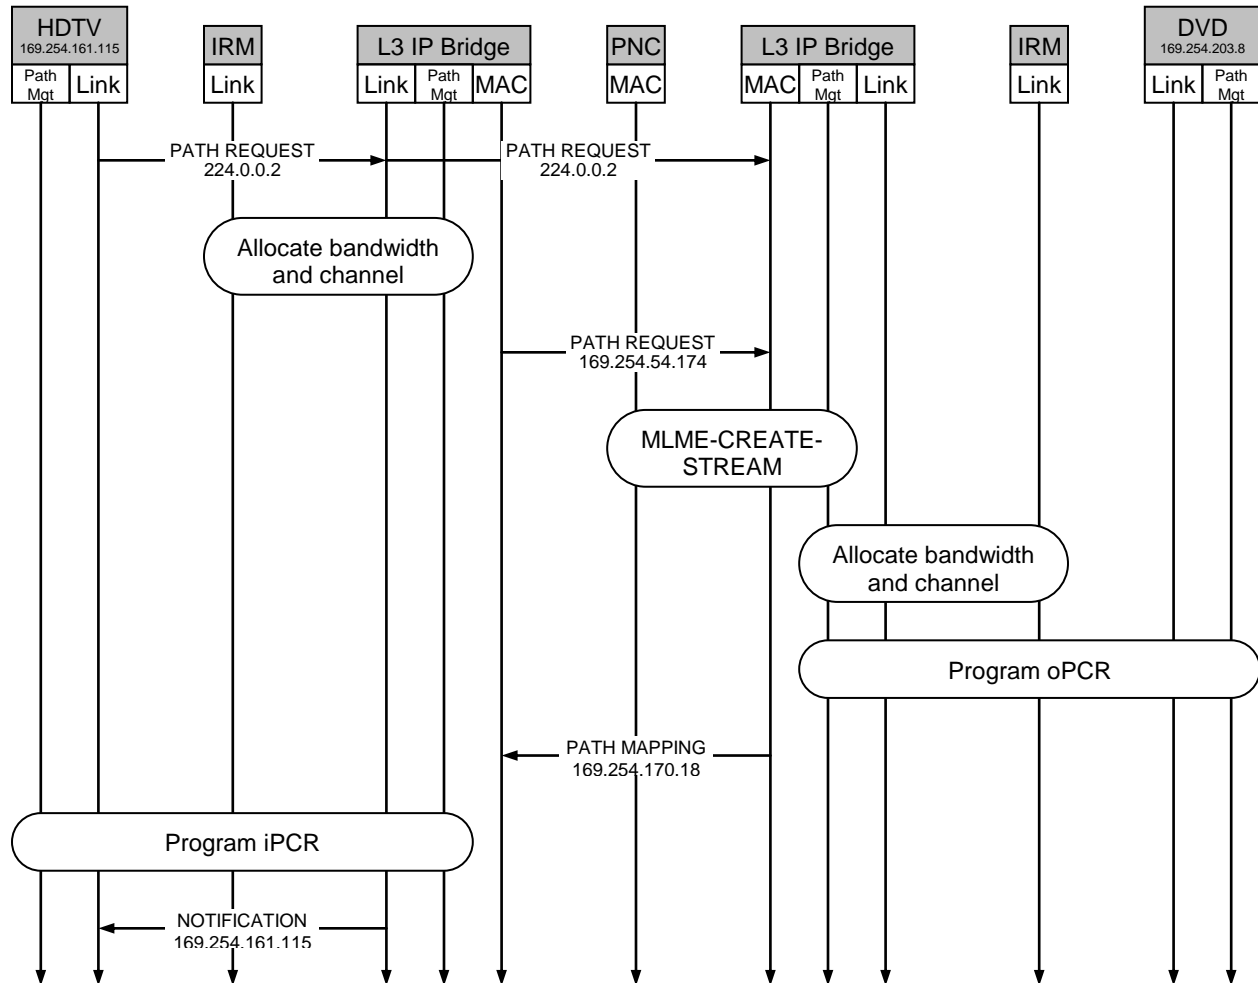 HDTV
169.254.161.115
IRM
L3 IP Bridge
PNC
L3 IP Bridge
IRM
DVD
169.254.203.8
Path
Mgt
Link
Link
Link
Path
Mgt
MAC
MAC
MAC
Path
Mgt
Link
Link
Link
Path
Mgt
PATH REQUEST
224.0.0.2
PATH REQUEST
224.0.0.2
Allocate bandwidth
and channel
PATH REQUEST
169.254.54.174
MLME-CREATE-
STREAM
Allocate bandwidth
and channel
Program oPCR
PATH MAPPING
169.254.170.18
Program iPCR
NOTIFICATION
169.254.161.115